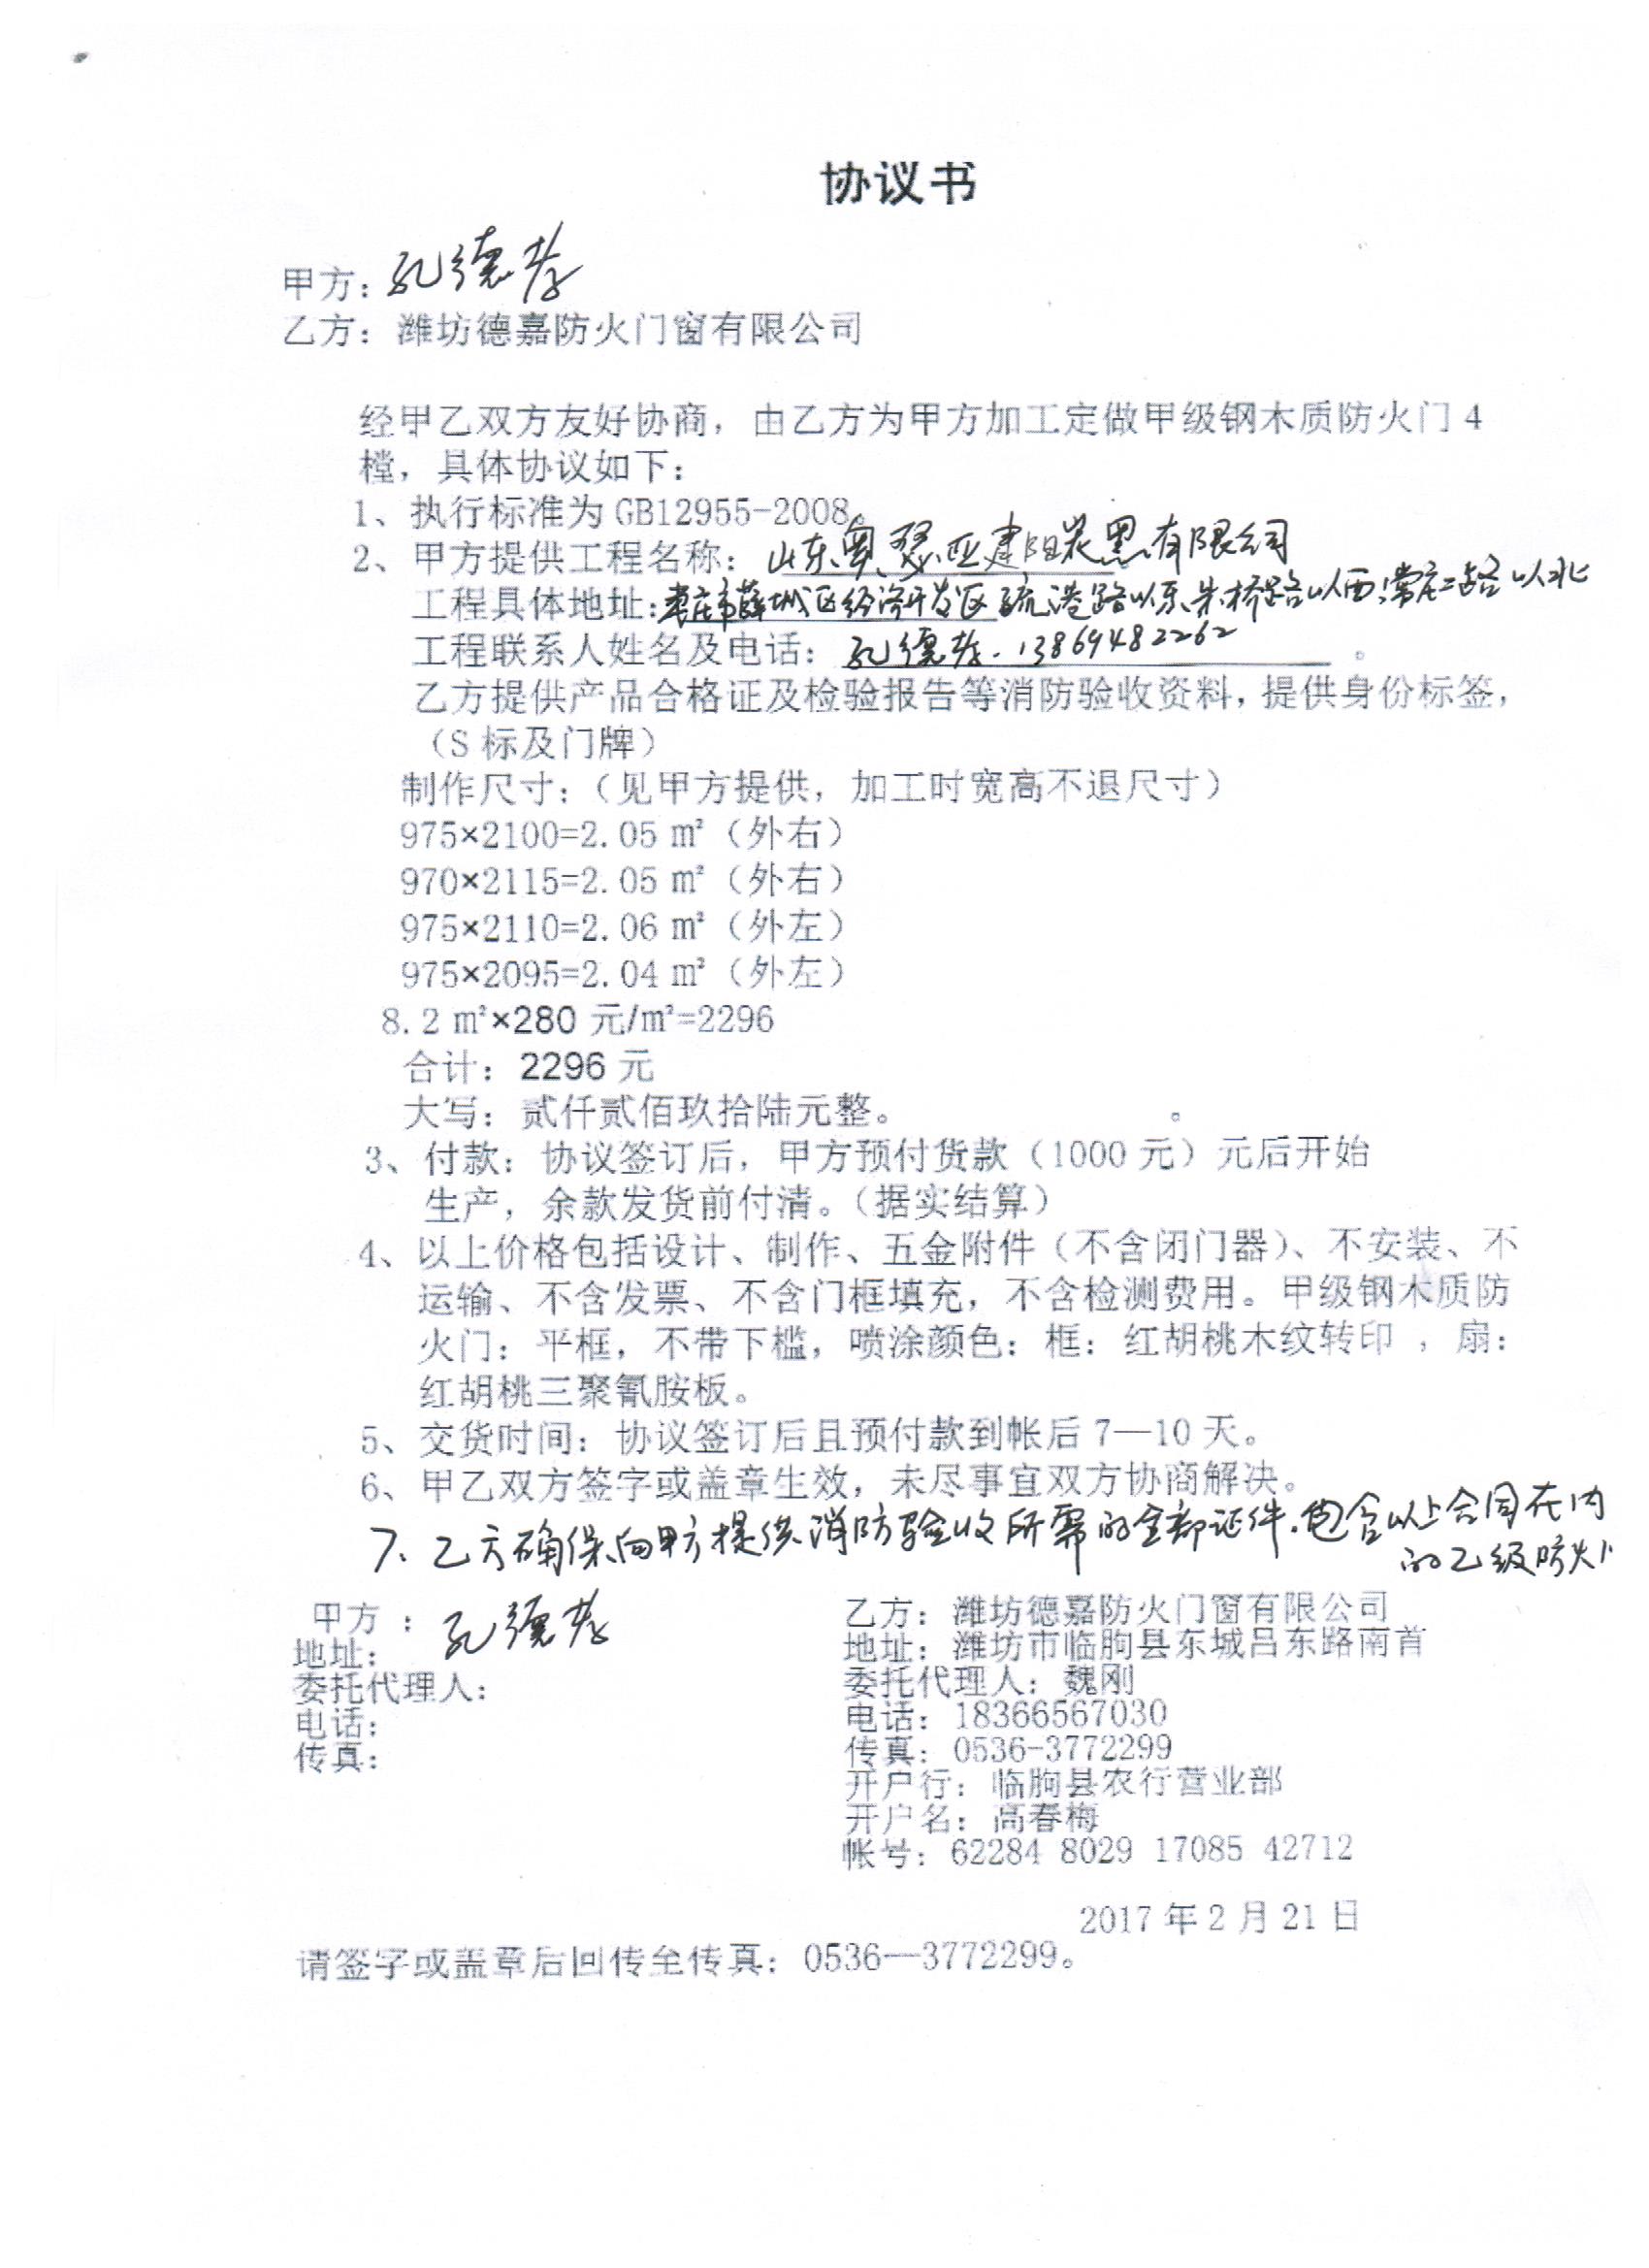 协议书
甲方：孔德孝
乙方：潍坊德嘉防火门窗有限公司
经甲乙双方友好协商，由乙方为甲方加工定做甲级钢木质防火门4
樘，具体协议如下：
1、执行标准为GB12955-2008。
2、甲方提供工程名称：山东奥瑟亚建阳炭黑有限公司
工程具体地址：枣庄市薛城区经济开发区疏港路以东朱桥路以西常庄二路以北
工程联系人姓名及电话：孔德孝.13869482262。
乙方提供产品合格证及检验报告等消防验收资料，提供身份标签，
（S标及门牌）
制作尺寸：（见甲方提供，加工时宽高不退尺寸）
975×2100=2.05㎡（外右）
970×2115=2.05㎡（外右）
975×2110=2.06㎡（外左）
975×2095=2.04㎡（外左）
8.2㎡×280元/㎡=2296
合计：2296元
大写：贰仟贰佰玖拾陆元整。
3、付款：协议签订后，甲方预付货款（1000元）元后开始
生产，余款发货前付清。（据实结算）
4、以上价格包括设计、制作、五金附件（不含闭门器）、不安装、不
运输、不含发票、不含门框填充，不含检测费用。甲级钢木质防
火门：平框，不带下槛，喷涂颜色：框：红胡桃木纹转印，扇：
红胡桃三聚氰胺板。
5、交货时间：协议签订后且预付款到帐后7—10天。
6、甲乙双方签字或盖章生效，未尽事宜双方协商解决。
7、乙方确保向甲方提供消防验收所需的全部证件.包含以上合同在内
的乙级防火门
甲方：孔德孝
地址：
委托代理人：
电话：
传真：
乙方：潍坊德嘉防火门窗有限公司
地址：潍坊市临朐县东城吕东路南首
委托代理人：魏刚
电话：18366567030
传真：0536-3772299
开户行：临朐县农行营业部
开户名：高春梅
帐号：62284 8029 17085 42712
2017年2月21日
请签字或盖章后回传至传真：0536—3772299。